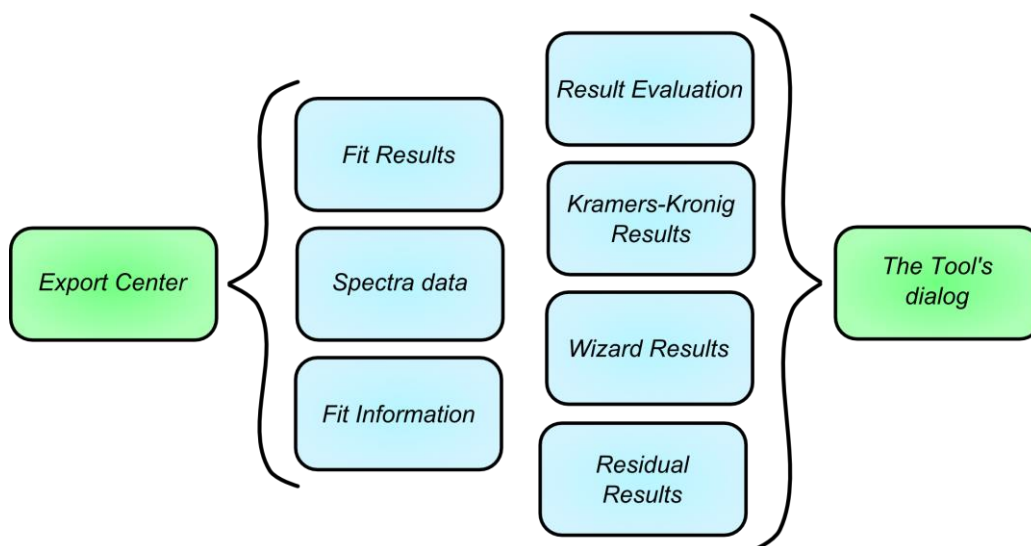 Export Center
Fit Results
Spectra data
Fit Information
Result Evaluation
Kramers-Kronig
Results
Wizard Results
Residual
Results
The Tool's
dialog